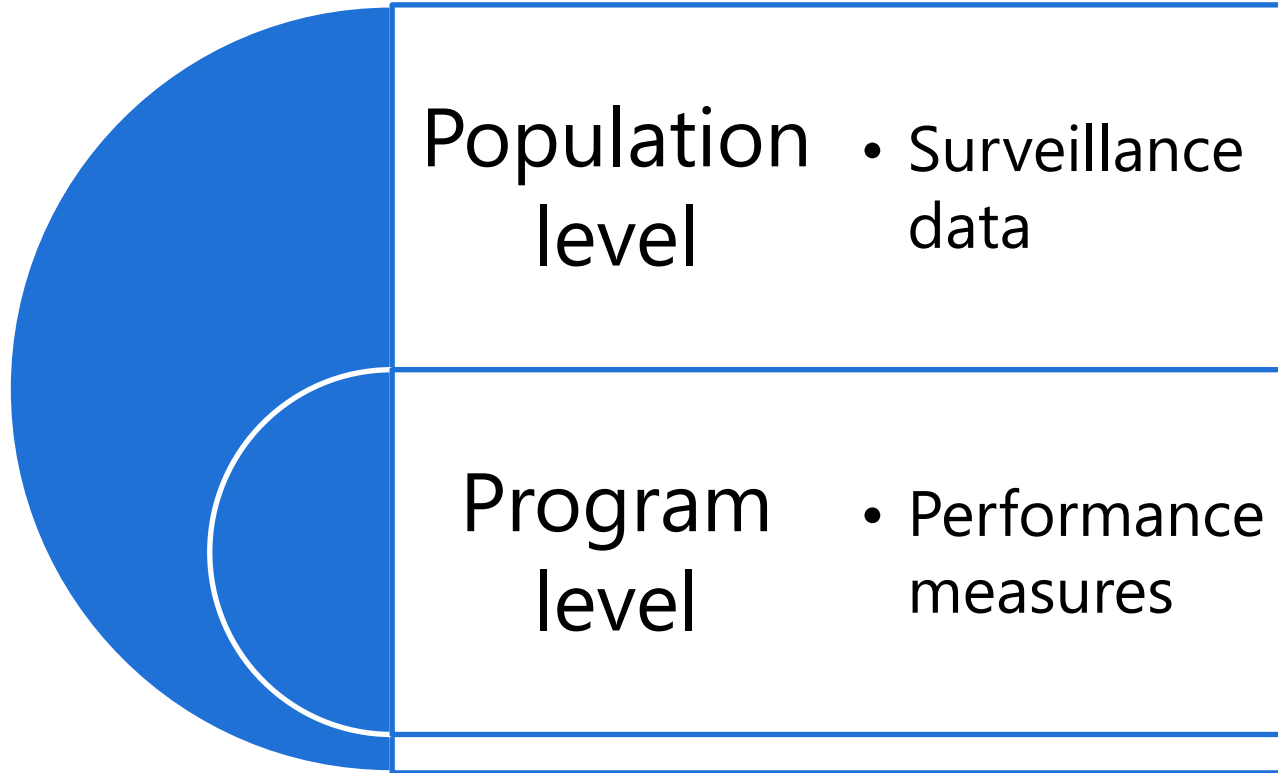 Population
level
• Surveillance
data
Program
level
• Performance
measures